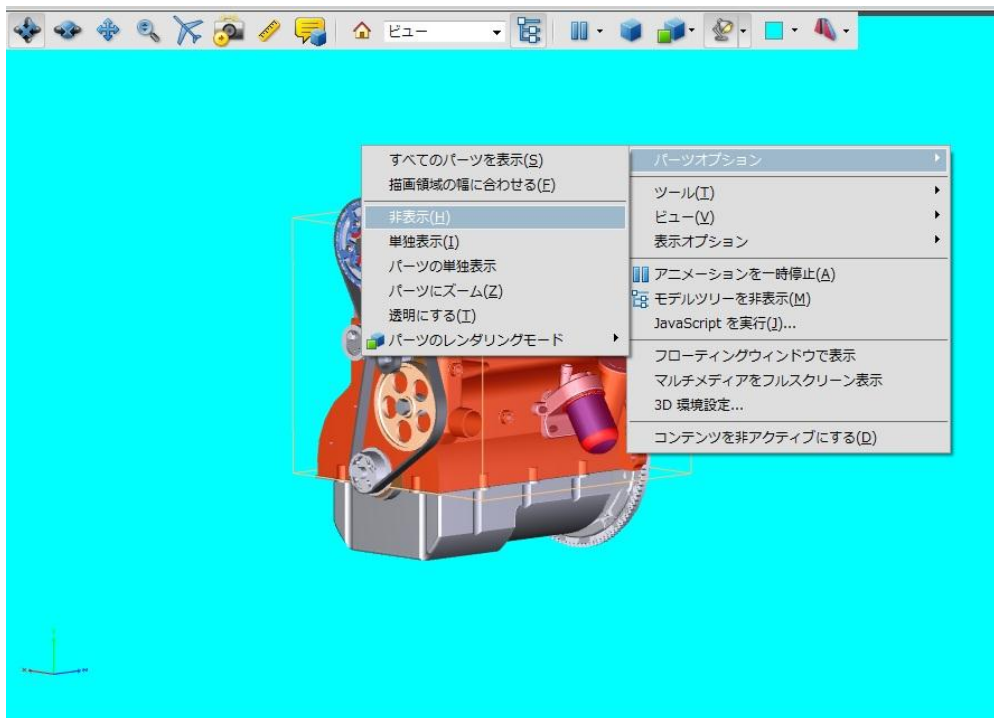 ビュー
すべてのパーツを表示(S)
描画領域の幅に合わせる(F)
非表示(H)
単独表示(I)
パーツの単独表示
パーツにズーム(Z)
透明にする(T)
パーツのレンダリングモード
パーツオプション
ツール(T)
ビュー(V)
表示オプション
アニメーションを一時停止(A)
モデルツリーを非表示(M)
JavaScript を実行(J)...
フローティングウィンドウで表示
マルチメディアをフルスクリーン表示
3D 環境設定...
コンテンツを非アクティブにする(D)